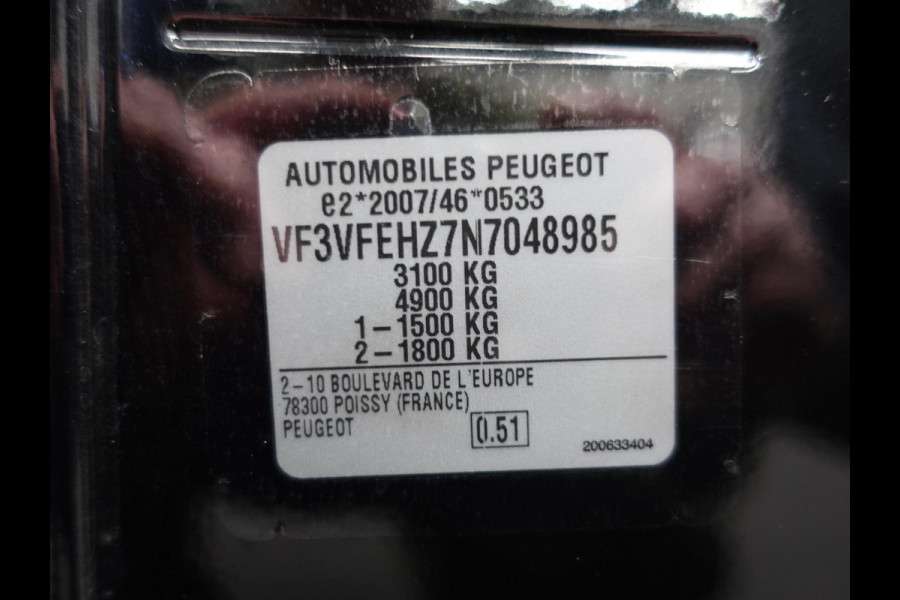 AUTOMOBILES PEUGEOT
e2*2007/46*0533
VF3VFEHZ7N7048985
3100 KG
4900 KG
1-1500 KG
2-1800 KG
2-10 BOULEVARD DE L'EUROPE
78300 POISSY (FRANCE)
PEUGEOT
0.51
200633404